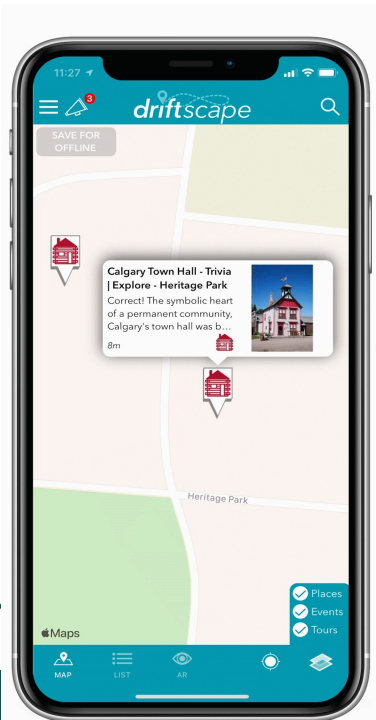 11:27
3
driftscape
SAVE FOR
OFFLINE
Calgary Town Hall - Trivia
| Explore - Heritage Park
Correct! The symbolic heart
of a permanent community,
Calgary's town hall was b...
8m
Heritage Park
Places
Events
Tours
Maps
MAP
LIST
AR